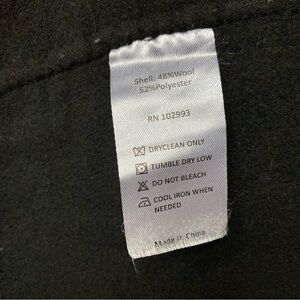 Shell: 48%Wool
52%Polyester
RN 102993
DRYCLEAN ONLY
TUMBLE DRY LOW
DO NOT BLEACH
COOL IRON WHEN
NEEDED
Made in China